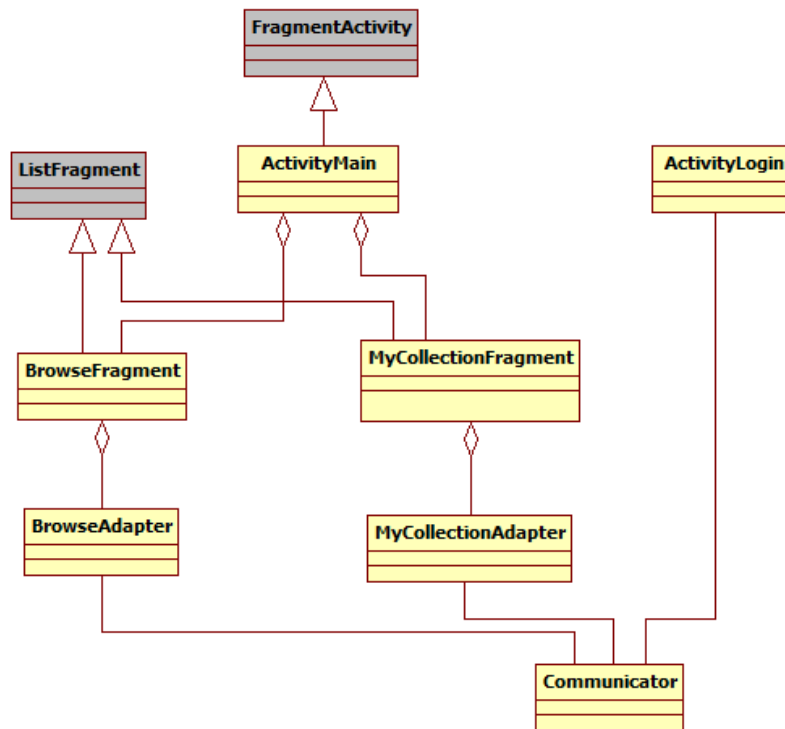 FragmentActivity
ListFragment
ActivityMain
ActivityLogin
BrowseFragment
MyCollectionFragment
BrowseAdapter
MyCollectionAdapter
Communicator